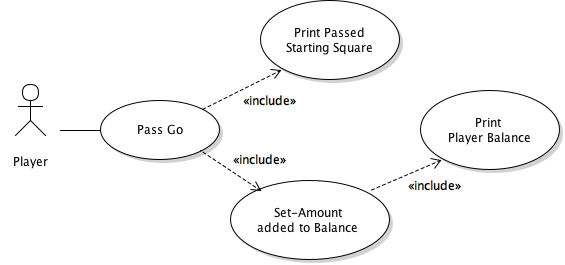 Print Passed
Starting Square
«include»
Print
Player Balance
Pass Go
Player
«include»
«include»
Set-Amount
added to Balance